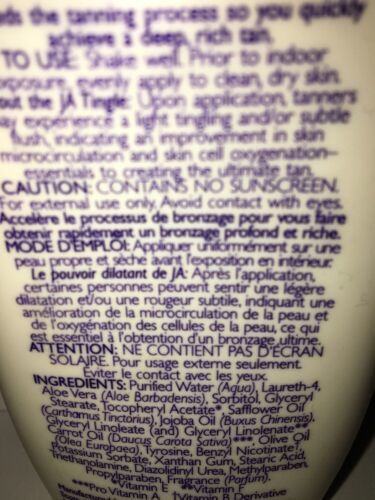 the tanning process so you quickly
achieve a deep, rich tan.
TO USE: Shake well. Prior to indoor
exposure, evenly apply to clean, dry skin.
out the JA Tingle: Upon application, tanners
ay experience a light tingling and/or subtle
flush, indicating an improvement in skin
microcirculation and skin cell oxygenation–
essentials to creating the ultimate tan.
CAUTION: CONTAINS NO SUNSCREEN.
For external use only. Avoid contact with eyes.
Accelère le processus de bronzage pour vous faire
obtenir rapidement un bronzage profond et riche.
MODE D'EMPLOI: Appliquer uniformément sur une
peau propre et sèche avant l'exposition en intérieur.
Le pouvoir dilatant de JA: Après l'application,
certaines personnes peuvent sentir une légère
dilatation et/ou une rougeur subtile, indiquant une
amélioration de la microcirculation de la peau et
de l'oxygénation des cellules de la peau, ce qui
est essentiel à l'obtention d'un bronzage ultime.
ATTENTION: NE CONTIENT PAS D'ÉCRAN
SOLAIRE. Pour usage externe seulement.
Eviter le contact avec les yeux.
INGREDIENTS: Purified Water (Aqua), Laureth-4,
Aloe Vera (Aloe Barbadensis), Sorbitol, Glyceryl
Stearate, Tocopheryl Acetate*, Safflower Oil
(Carthamus Tinctorius), Jojoba Oil (Buxus Chinensis),
Glyceryl Linoleate (and) Glyceryl Linolenate**,
Carrot Oil (Daucus Carota Sativa)***, Olive Oil
(Olea Europaea), Tyrosine, Benzyl Nicotinate†,
Potassium Sorbate, Xanthan Gum, Stearic Acid,
Triethanolamine, Diazolidinyl Urea, Methylparaben,
Propylparaben, Fragrance (Parfum).
*Vitamin E **Vitamin F
***Pro Vitamin A †Vitamin B Derivative